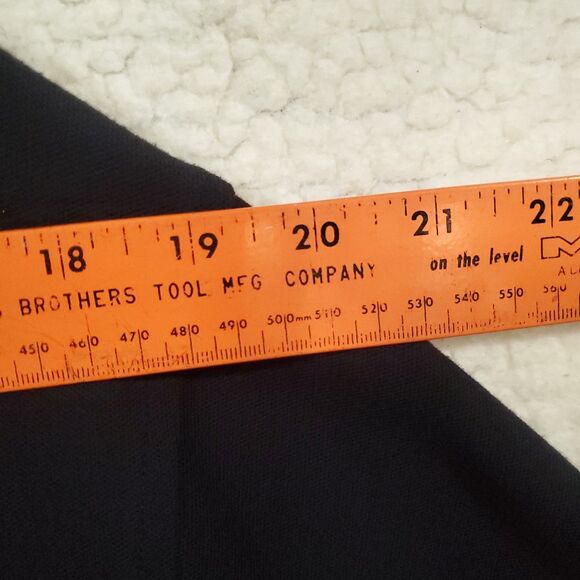 18 19 20 21 22
BROTHERS TOOL MFG COMPANY on the level
450 460 470 480 490 500mm 510 520 530 540 550 560